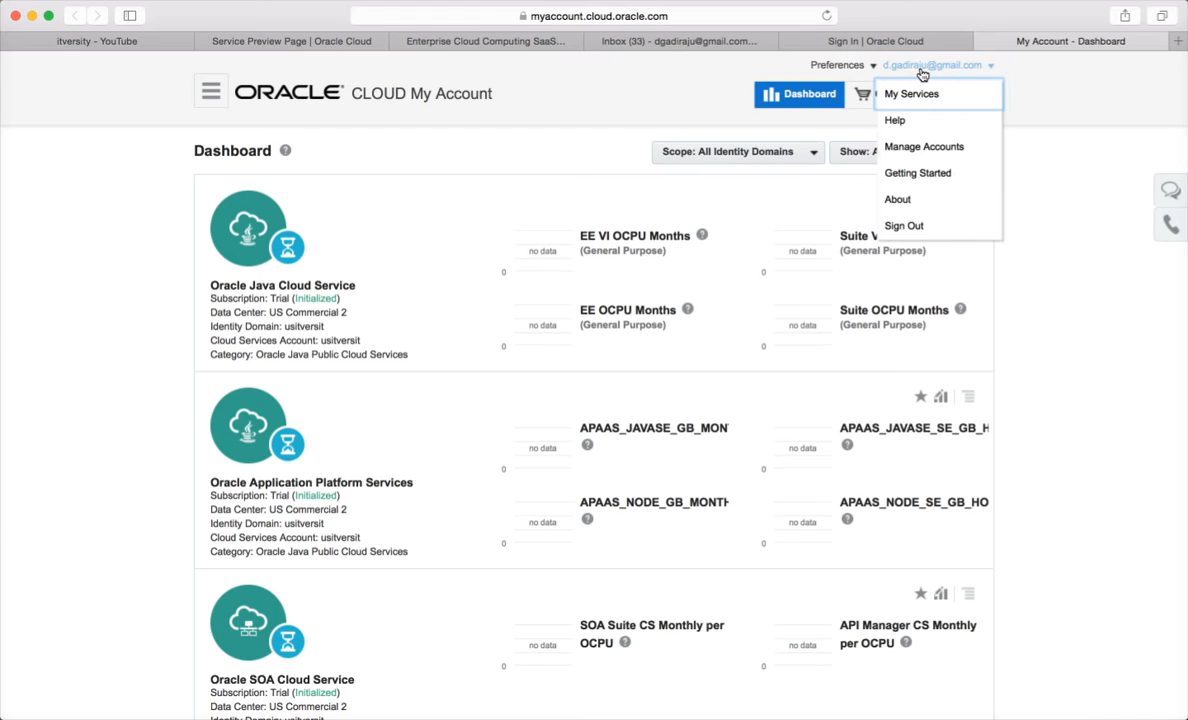 myaccount.cloud.oracle.com
itversity - YouTube
Service Preview Page | Oracle Cloud
Enterprise Cloud Computing SaaS...
Inbox (33) - dgadiraju@gmail.com...
Sign In | Oracle Cloud
My Account - Dashboard
Preferences
d.gadiraju@gmail.com
ORACLE CLOUD My Account
Dashboard
My Services
Help
Manage Accounts
Getting Started
About
Sign Out
Dashboard
Scope: All Identity Domains
Show: A
Oracle Java Cloud Service
Subscription: Trial (Initialized)
Data Center: US Commercial 2
Identity Domain: usitversit
Cloud Services Account: usitversit
Category: Oracle Java Public Cloud Services
no data
0
EE VI OCPU Months
(General Purpose)
no data
0
Suite V
(General Purpose)
no data
0
EE OCPU Months
(General Purpose)
no data
0
Suite OCPU Months
(General Purpose)
Oracle Application Platform Services
Subscription: Trial (Initialized)
Data Center: US Commercial 2
Identity Domain: usitversit
Cloud Services Account: usitversit
Category: Oracle Java Public Cloud Services
no data
0
APAAS_JAVASE_GB_MON
no data
0
APAAS_JAVASE_SE_GB_H
no data
0
APAAS_NODE_GB_MONTH
no data
0
APAAS_NODE_SE_GB_HO
Oracle SOA Cloud Service
Subscription: Trial (Initialized)
Data Center: US Commercial 2
Identity Domain: usitversit
no data
0
SOA Suite CS Monthly per
OCPU
no data
0
API Manager CS Monthly
per OCPU